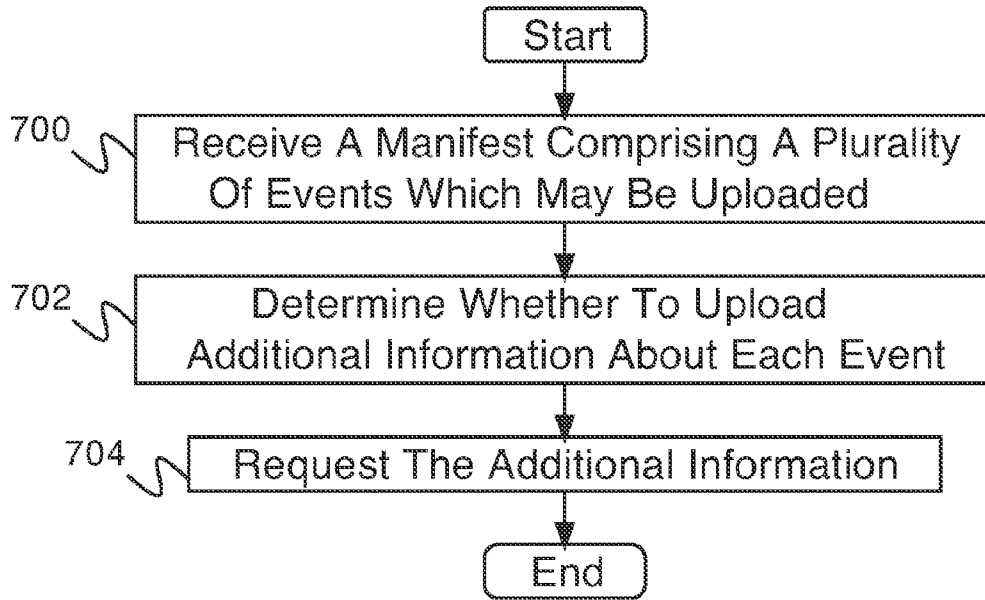 Start
700
Receive A Manifest Comprising A Plurality
Of Events Which May Be Uploaded
702
Determine Whether To Upload
Additional Information About Each Event
704
Request The Additional Information
End